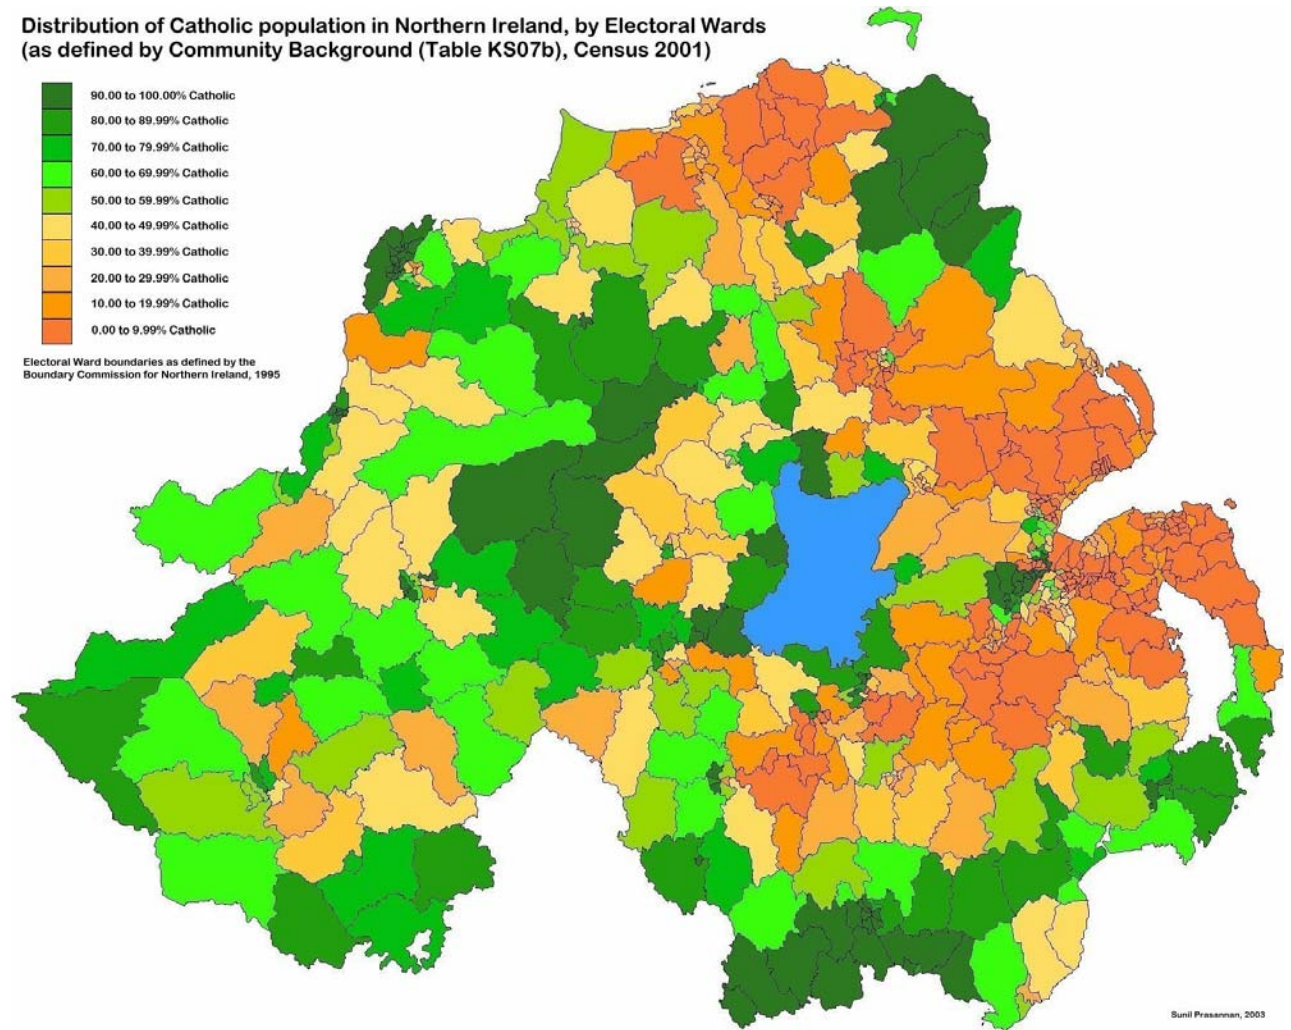 Distribution of Catholic population in Northern Ireland, by Electoral Wards
(as defined by Community Background (Table KS07b), Census 2001)
90.00 to 100.00% Catholic
80.00 to 89.99% Catholic
70.00 to 79.99% Catholic
60.00 to 69.99% Catholic
50.00 to 59.99% Catholic
40.00 to 49.99% Catholic
30.00 to 39.99% Catholic
20.00 to 29.99% Catholic
10.00 to 19.99% Catholic
0.00 to 9.99% Catholic
Electoral Ward boundaries as defined by the
Boundary Commission for Northern Ireland, 1995
Sunil Prasannan, 2003